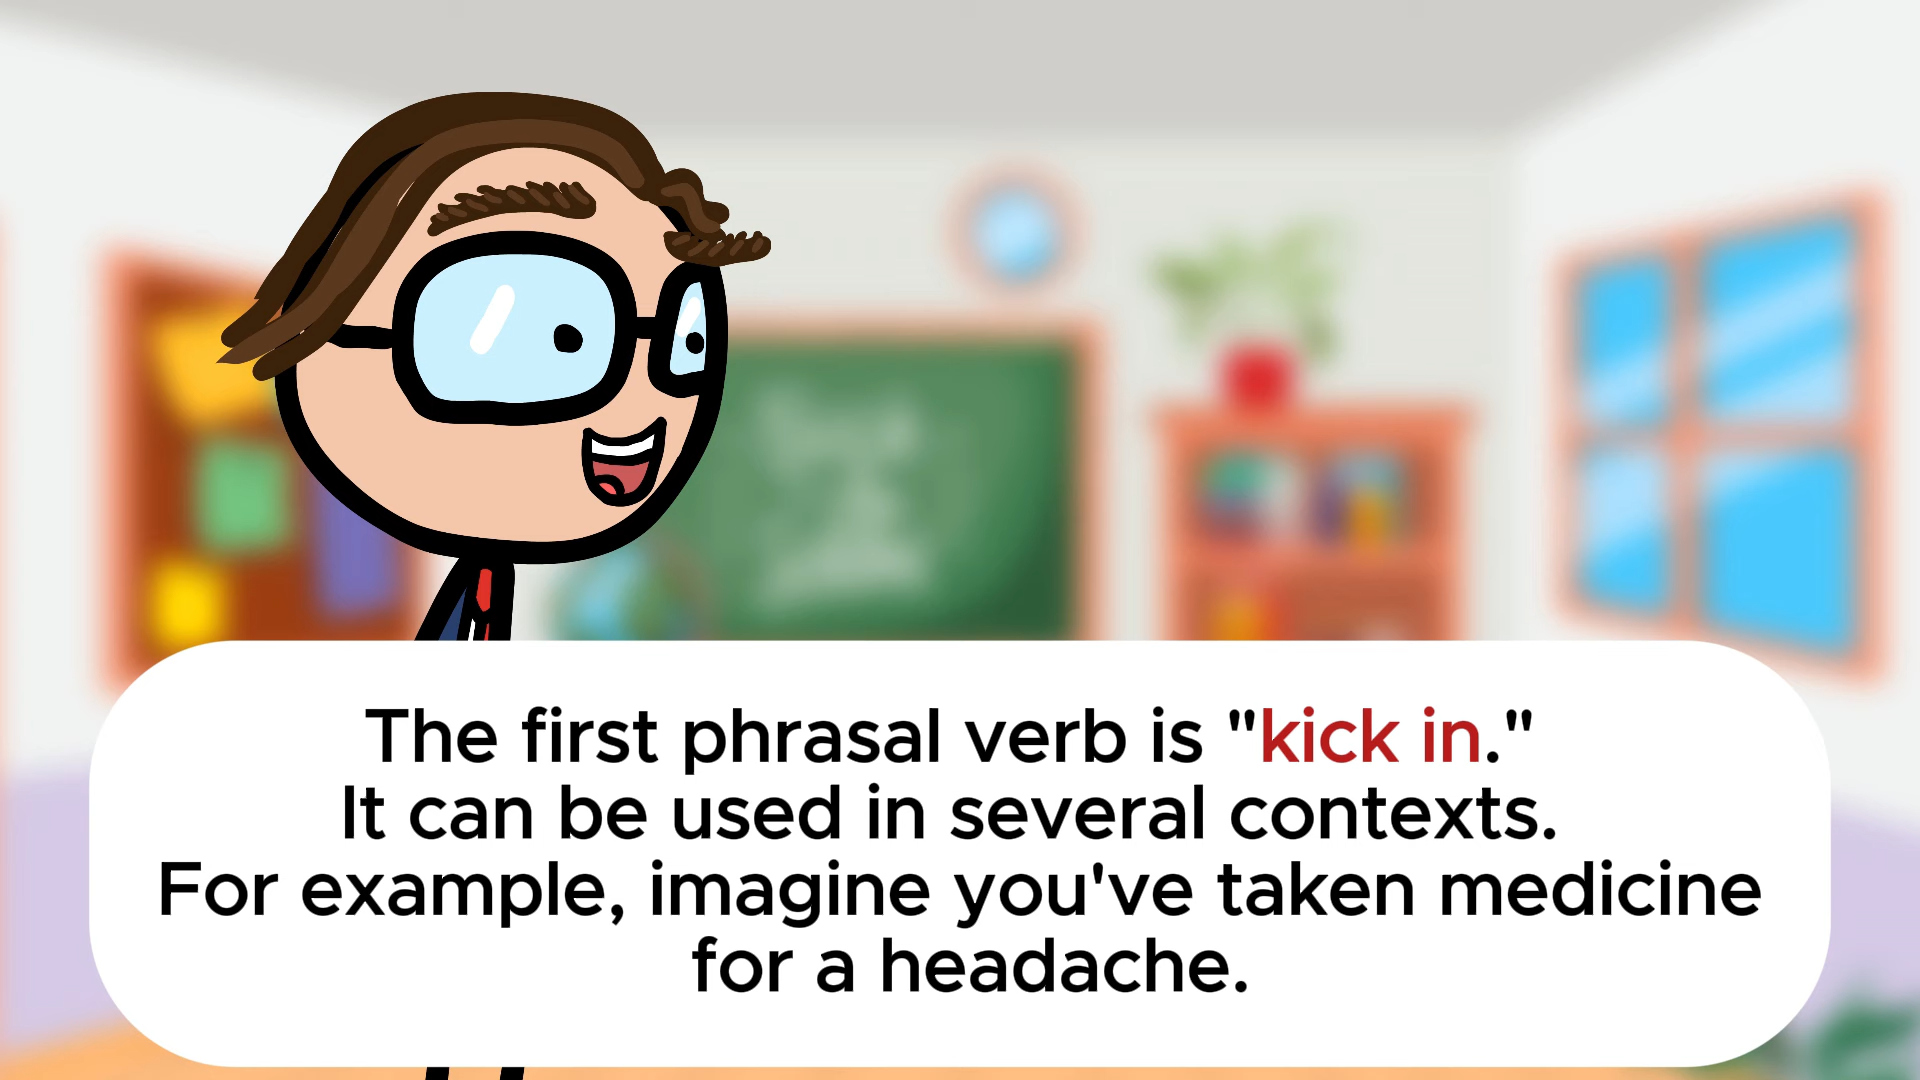 The first phrasal verb is "kick in."
It can be used in several contexts.
For example, imagine you've taken medicine
for a headache.